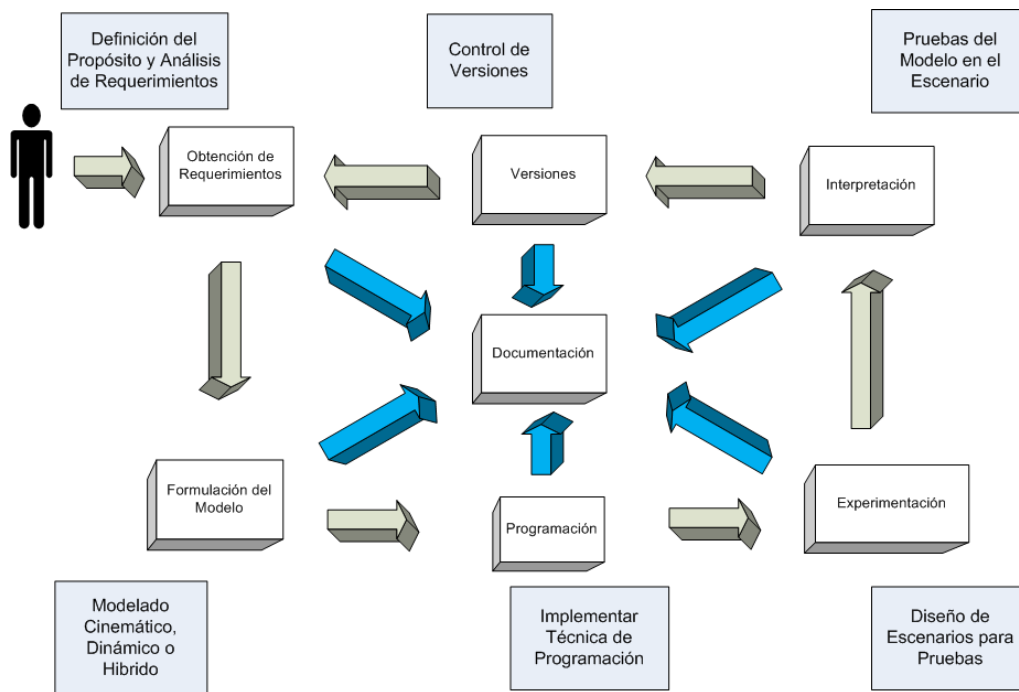 Definición del
Propósito y Análisis
de Requerimientos
Control de
Versiones
Pruebas del
Modelo en el
Escenario
Obtención de
Requerimientos
Versiones
Interpretación
Documentación
Formulación del
Modelo
Programación
Experimentación
Modelado
Cinemático,
Dinámico o
Hibrido
Implementar
Técnica de
Programación
Diseño de
Escenarios para
Pruebas